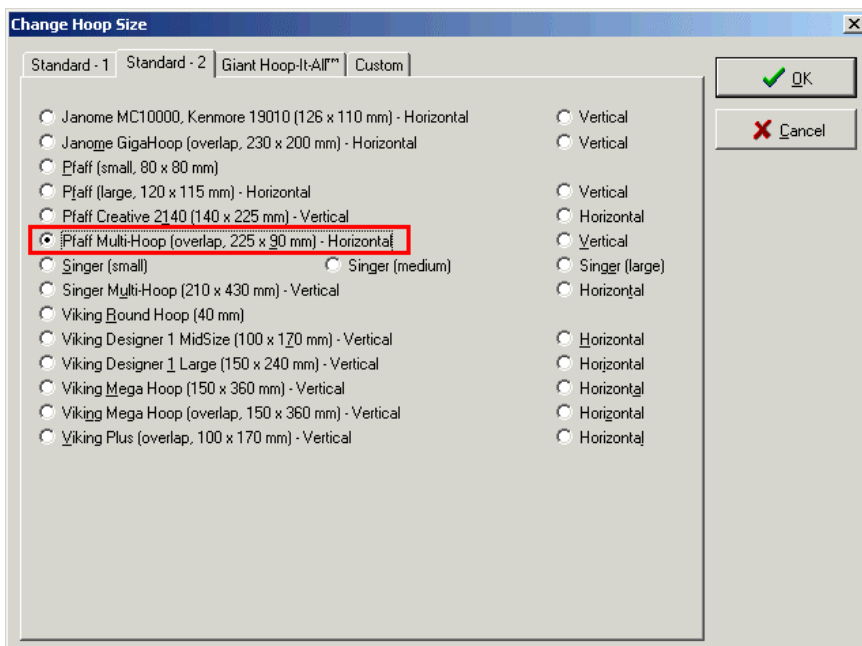 Change Hoop Size
Standard - 1 Standard - 2 Giant Hoop-It-All™ Custom
OK
Cancel
Janome MC10000, Kenmore 19010 (126 x 110 mm) - Horizontal Vertical
Janome GigaHoop (overlap, 230 x 200 mm) - Horizontal Vertical
Pfaff (small, 80 x 80 mm)
Pfaff (large, 120 x 115 mm) - Horizontal Vertical
Pfaff Creative 2140 (140 x 225 mm) - Vertical Horizontal
Pfaff Multi-Hoop (overlap, 225 x 90 mm) - Horizontal Vertical
Singer (small) Singer (medium) Singer (large)
Singer Multi-Hoop (210 x 430 mm) - Vertical Horizontal
Viking Round Hoop (40 mm)
Viking Designer 1 MidSize (100 x 170 mm) - Vertical Horizontal
Viking Designer 1 Large (150 x 240 mm) - Vertical Horizontal
Viking Mega Hoop (150 x 360 mm) - Vertical Horizontal
Viking Mega Hoop (overlap, 150 x 360 mm) - Vertical Horizontal
Viking Plus (overlap, 100 x 170 mm) - Vertical Horizontal